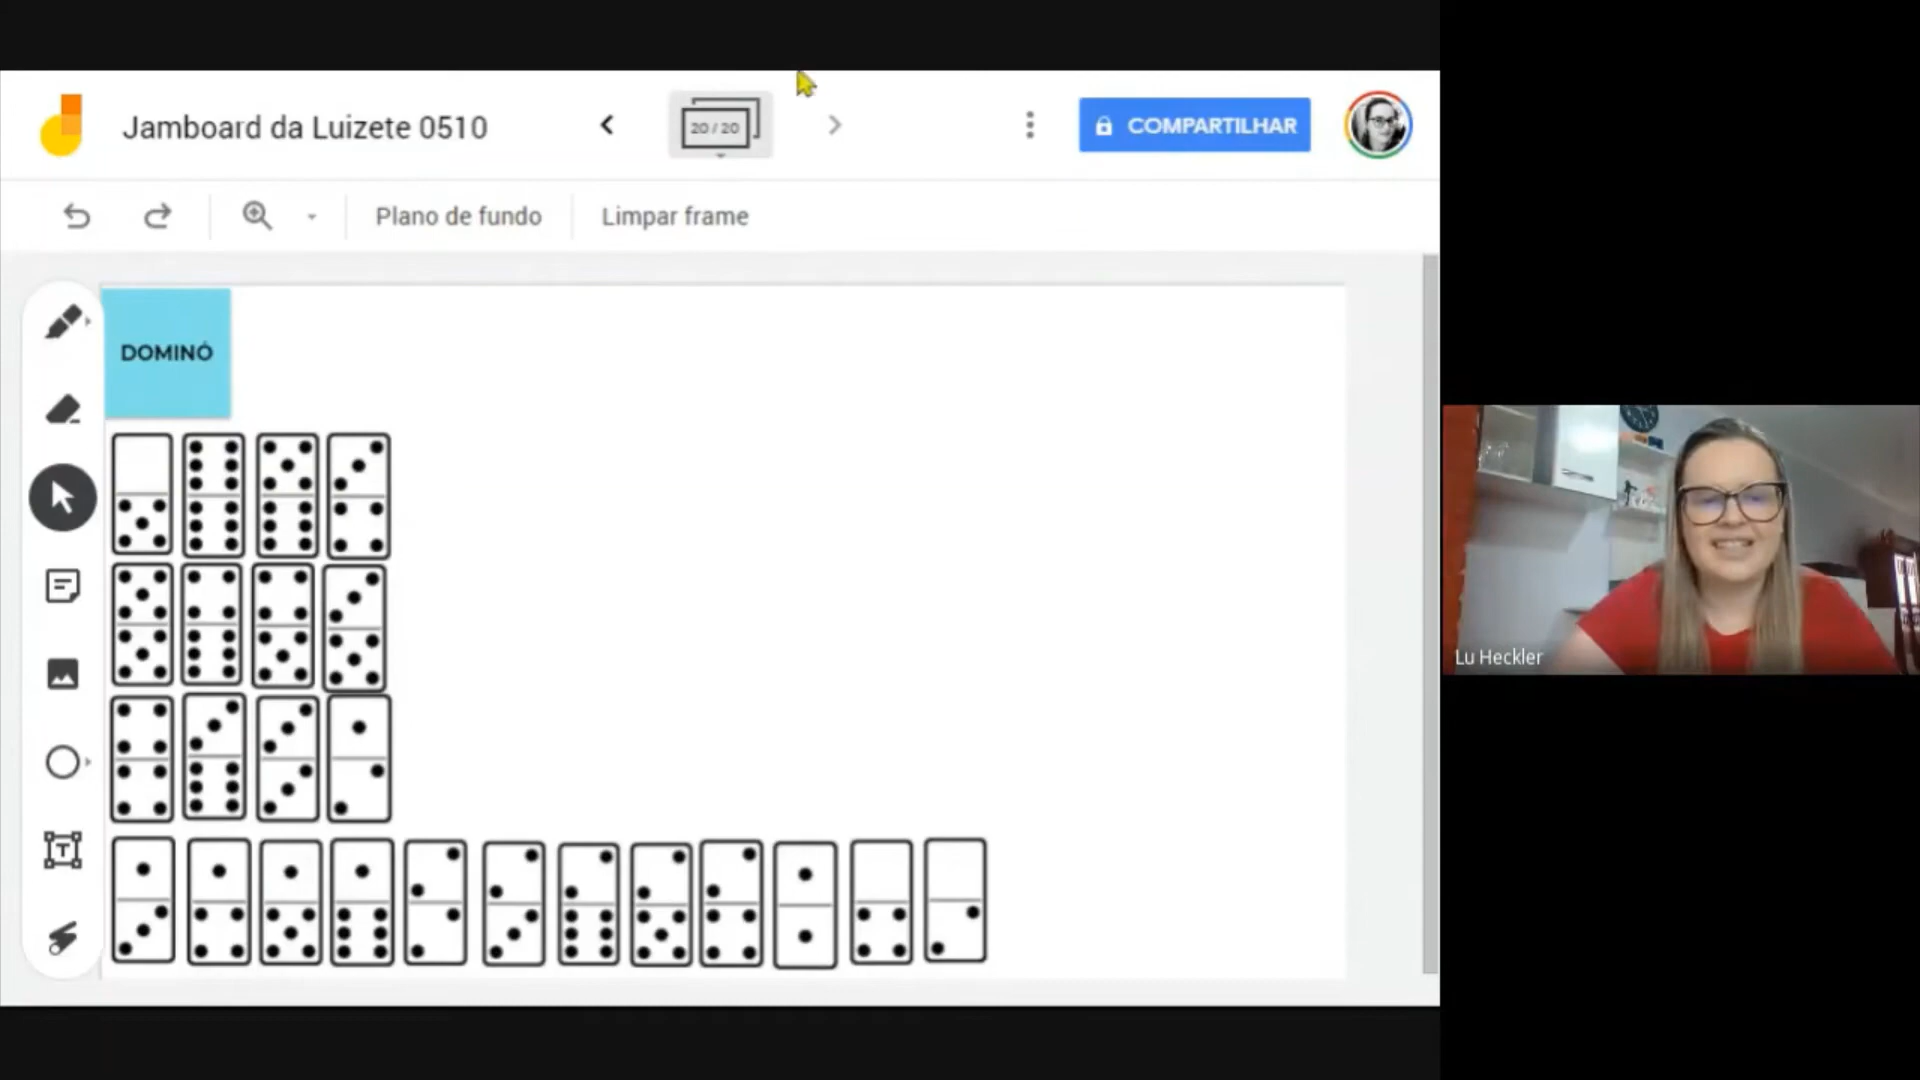 Jamboard da Luizete 0510
20 / 20
COMPARTILHAR
Plano de fundo
Limpar frame
DOMINÓ
T
Lu Heckler